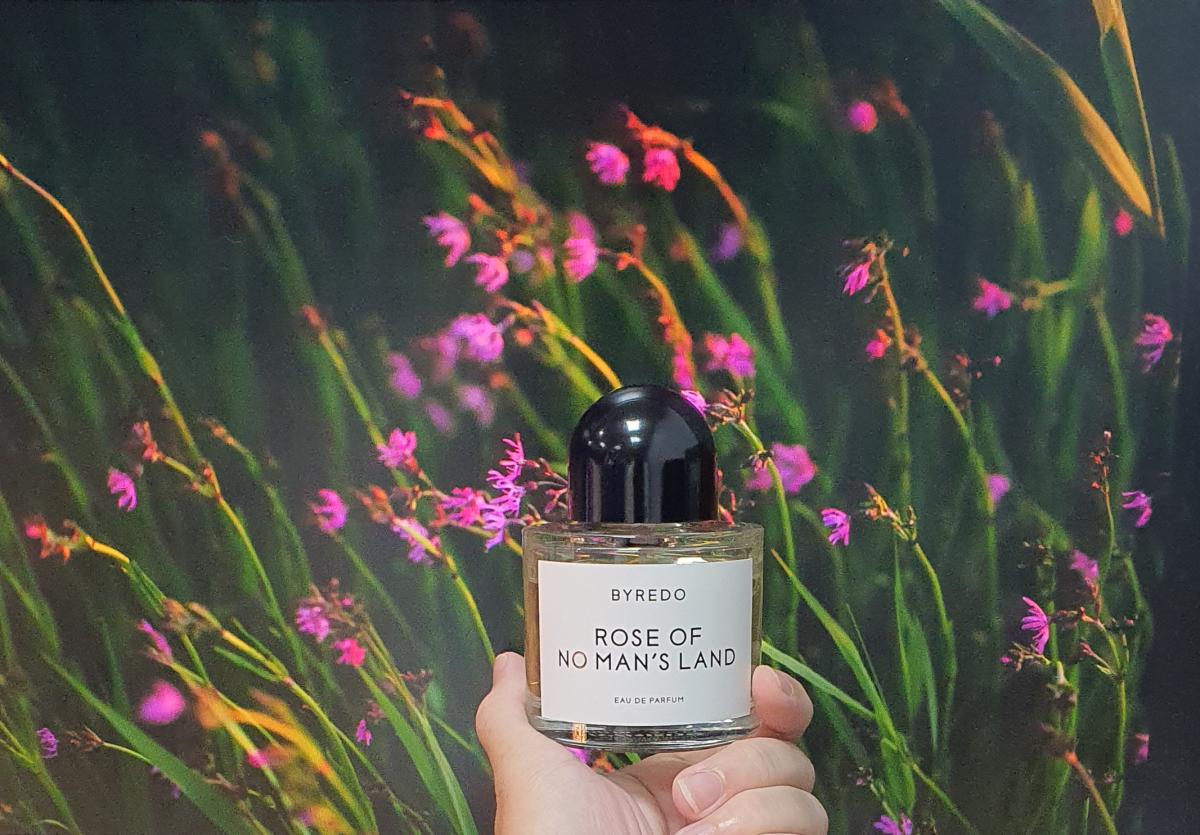 BYREDO
ROSE OF
NO MAN'S LAND
EAU DE PARFUM